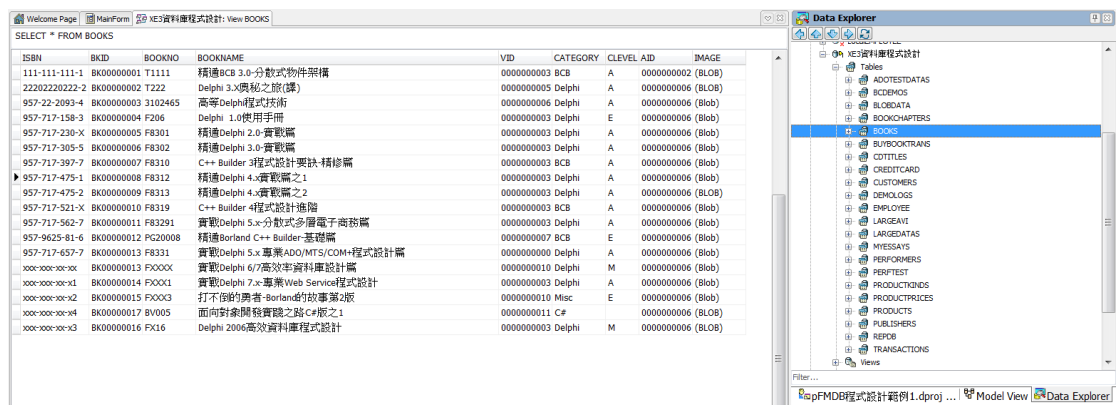 Welcome Page MainForm XE3資料庫程式設計: View BOOKS
SELECT * FROM BOOKS
ISBN BKID BOOKNO BOOKNAME VID CATEGORY CLEVEL AID IMAGE
111-111-111-1 BK00000001 T1111 精通BCB 3.0-分散式物件架構 0000000003 BCB A 0000000002 (BLOB)
22202220222-2 BK00000002 T222 Delphi 3.X奧秘之旅(譯) 0000000005 Delphi A 0000000006 (BLOB)
957-22-2093-4 BK00000003 3102465 高等Delphi程式技術 0000000006 Delphi A 0000000006 (Blob)
957-717-158-3 BK00000004 F206 Delphi 1.0使用手冊 0000000003 Delphi E 0000000006 (Blob)
957-717-230-X BK00000005 F8301 精通Delphi 2.0-實戰篇 0000000003 Delphi A 0000000006 (Blob)
957-717-305-5 BK00000006 F8302 精通Delphi 3.0-實戰篇 0000000003 Delphi A 0000000006 (Blob)
957-717-397-7 BK00000007 F8310 C++ Builder 3程式設計要訣-精修篇 0000000003 BCB A 0000000006 (Blob)
957-717-475-1 BK00000008 F8312 精通Delphi 4.x實戰篇之1 0000000003 Delphi A 0000000006 (Blob)
957-717-475-2 BK00000009 F8313 精通Delphi 4.x實戰篇之2 0000000003 Delphi A 0000000006 (BLOB)
957-717-521-X BK00000010 F8319 C++ Builder 4程式設計進階 0000000003 BCB A 0000000006 (Blob)
957-717-562-7 BK00000011 F83291 實戰Delphi 5.x-分散式多層電子商務篇 0000000003 Delphi A 0000000006 (Blob)
957-9625-81-6 BK00000012 PG20008 精通Borland C++ Builder-基礎篇 0000000007 BCB E 0000000006 (Blob)
957-717-657-7 BK00000013 F8331 實戰Delphi 5.x 專業ADO/MTS/COM+程式設計篇 0000000000 Delphi A 0000000006 (Blob)
xxx-xxx-xx-xx BK00000013 FXXXX 實戰Delphi 6/7高效率資料庫設計篇 0000000010 Delphi M 0000000006 (Blob)
xxx-xxx-xx-x1 BK00000014 FXXX1 實戰Delphi 7.x-專業Web Service程式設計 0000000003 Delphi A 0000000006 (Blob)
xxx-xxx-xx-x2 BK00000015 FXXX3 打不倒的勇者-Borland的故事第2版 0000000010 Misc E 0000000006 (Blob)
xxx-xxx-xx-x4 BK00000017 BV005 面向對象開發實踐之路C#版之1 0000000011 C# 0000000006 (BLOB)
xxx-xxx-xx-x3 BK00000016 FX16 Delphi 2006高效資料庫程式設計 0000000003 Delphi M 0000000006 (BLOB)
Data Explorer
XE3資料庫程式設計
Tables
ADOTESTDATAS
BCDEMOS
BLOBDATA
BOOKCHAPTERS
BOOKS
BUYBOOKTRANS
CDTITLES
CREDITCARD
CUSTOMERS
DEMOLOGS
EMPLOYEE
LARGEAVI
LARGEDATAS
MYESSAYS
PERFORMERS
PERFTEST
PRODUCTKINDS
PRODUCTPRICES
PRODUCTS
PUBLISHERS
REPDB
TRANSACTIONS
Views
Filter...
pFMDB程式設計範例1.dproj ... Model View Data Explorer